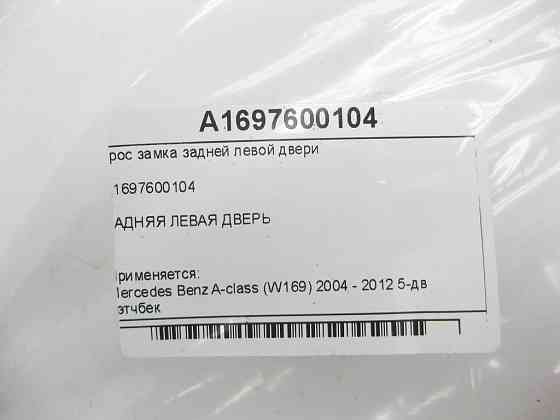 A1697600104
рос замка задней левой двери
1697600104
АДНЯЯ ЛЕВАЯ ДВЕРЬ
рименяется:
Mercedes Benz A-class (W169) 2004 - 2012 5-дв
этчбек